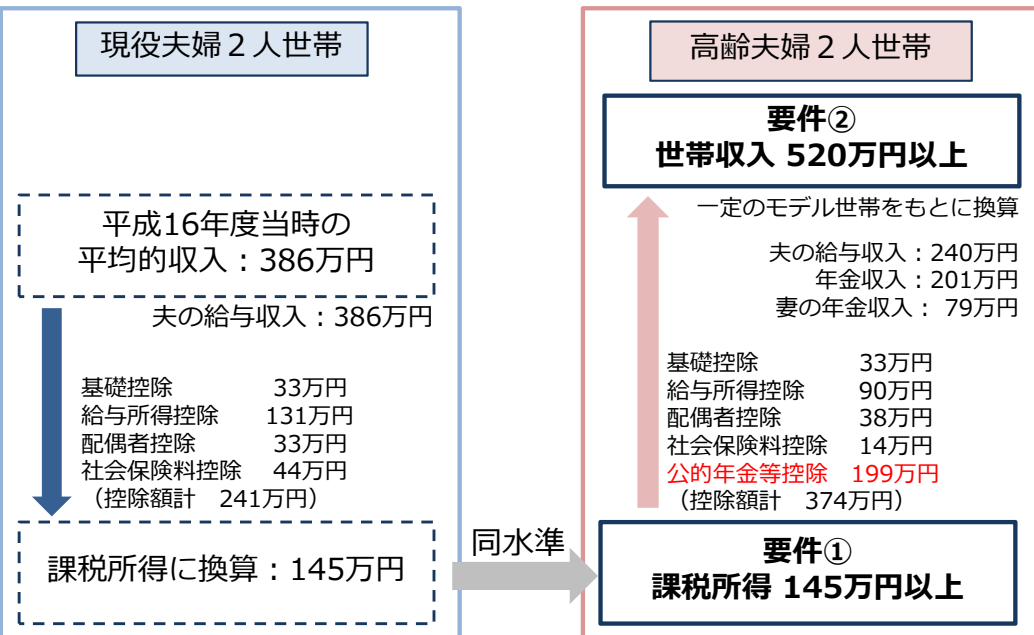 現役夫婦２人世帯
平成16年度当時の
平均的収入：386万円
夫の給与収入：386万円
基礎控除 33万円
給与所得控除 131万円
配偶者控除 33万円
社会保険料控除 44万円
（控除額計 241万円）
課税所得に換算：145万円
同水準
高齢夫婦２人世帯
要件②
世帯収入 520万円以上
一定のモデル世帯をもとに換算
夫の給与収入：240万円
年金収入：201万円
妻の年金収入： 79万円
基礎控除 33万円
給与所得控除 90万円
配偶者控除 38万円
社会保険料控除 14万円
公的年金等控除 199万円
（控除額計 374万円）
要件①
課税所得 145万円以上